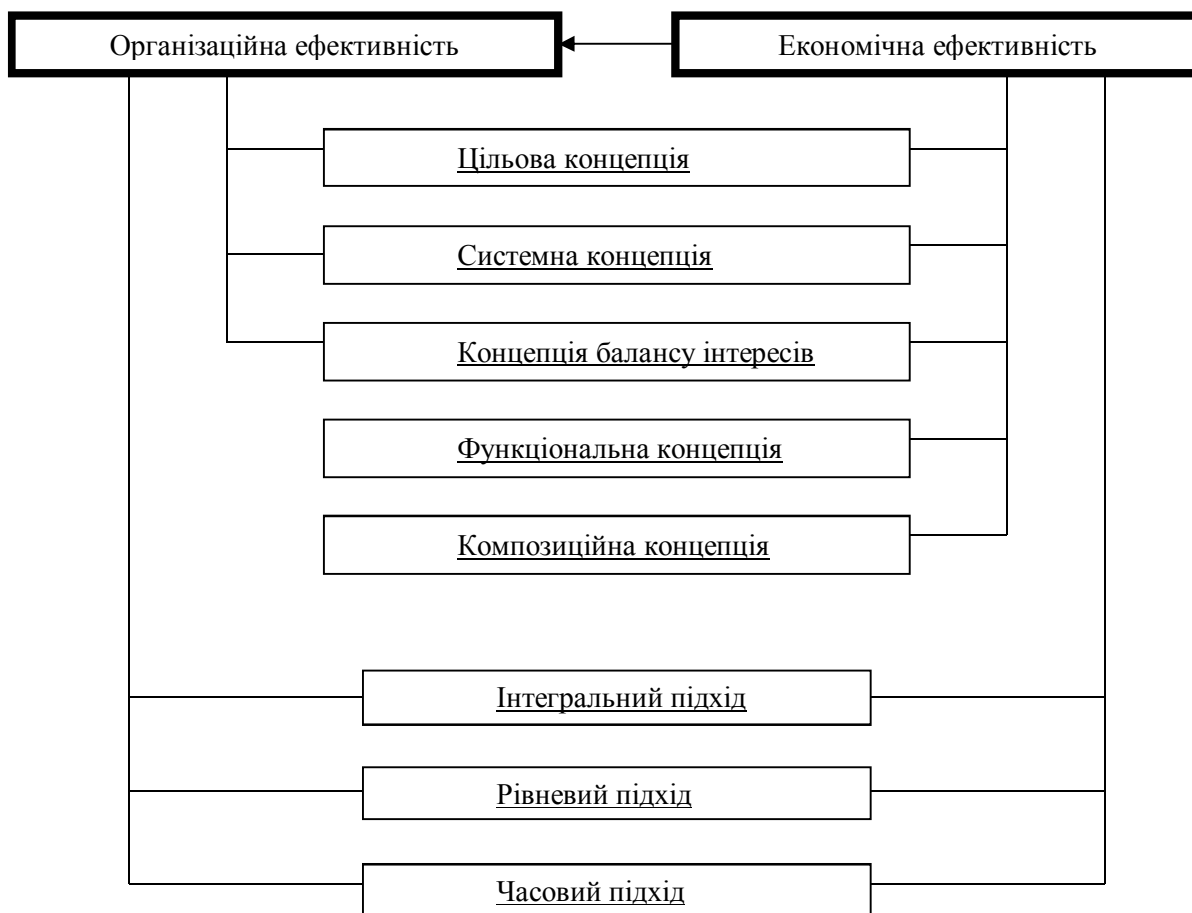 Організаційна ефективність
Економічна ефективність
Цільова концепція
Системна концепція
Концепція балансу інтересів
Функціональна концепція
Композиційна концепція
Інтегральний підхід
Рівневий підхід
Часовий підхід